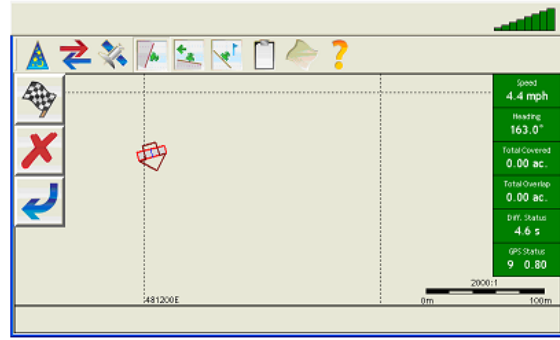 Speed
4.4 mph
Heading
163.0°
Total Covered
0.00 ac.
Total Overlap
0.00 ac.
Diff. Status
4.6 s
GPS Status
9 0.80
2000:1
0m 100m
481200E